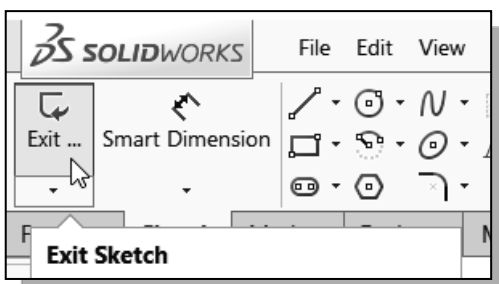 SOLIDWORKS File Edit View
Exit ... Smart Dimension
Exit Sketch